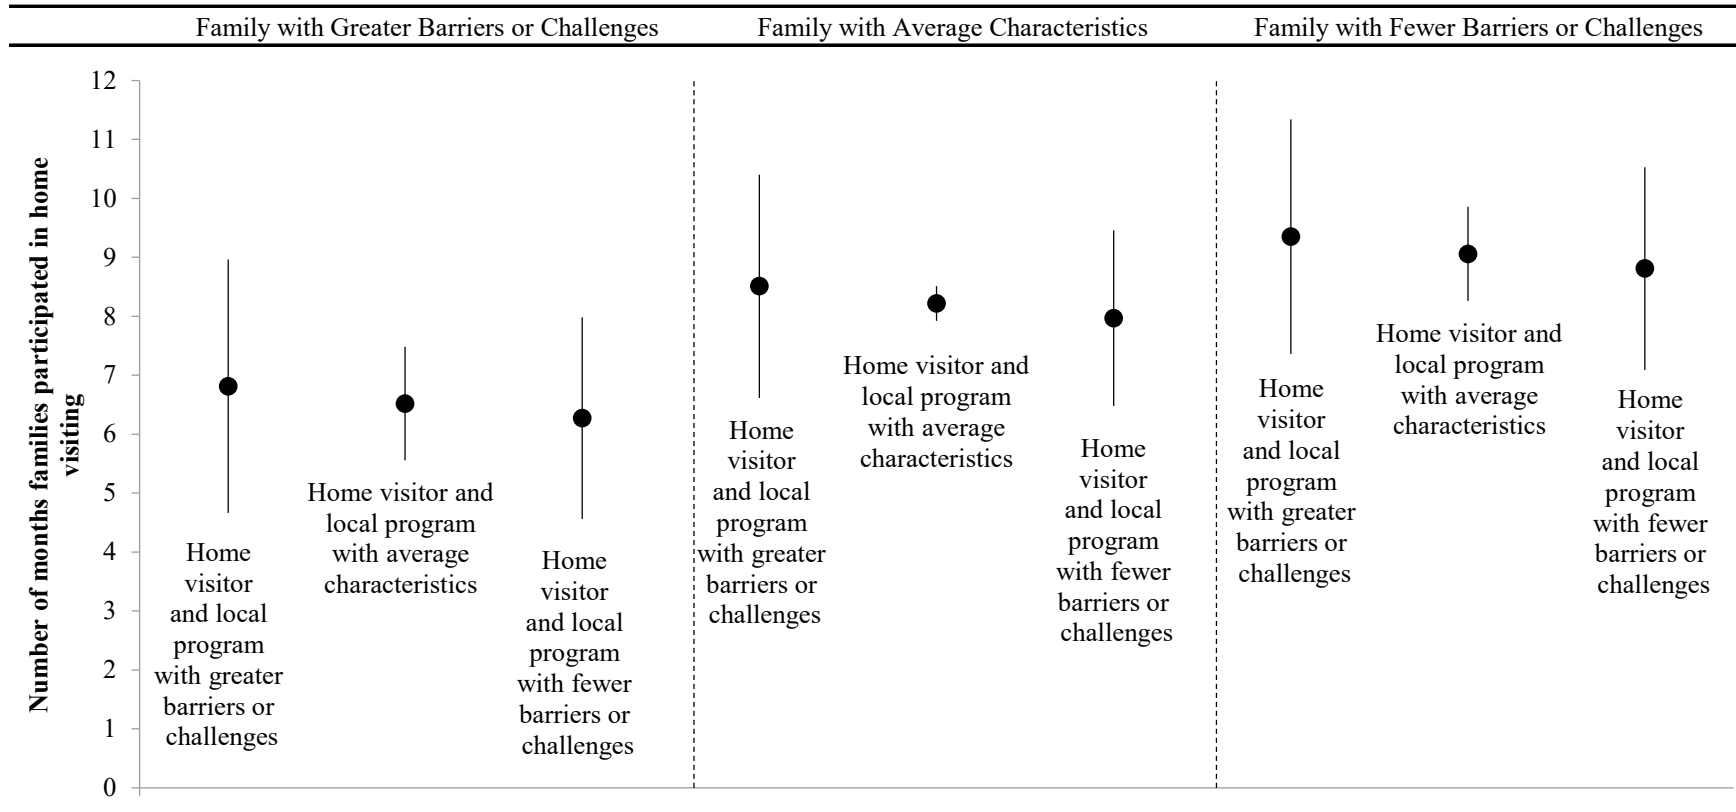 Family with Greater Barriers or Challenges
Family with Average Characteristics
Family with Fewer Barriers or Challenges
Number of months families participated in home
visiting
12
11
10
9
8
7
6
5
4
3
2
1
0
Home
visitor
and local
program
with greater
barriers or
challenges
Home visitor and
local program
with average
characteristics
Home
visitor
and local
program
with fewer
barriers or
challenges
Home
visitor
and local
program
with greater
barriers or
challenges
Home visitor and
local program
with average
characteristics
Home
visitor
and local
program
with fewer
barriers or
challenges
Home
visitor
and local
program
with greater
barriers or
challenges
Home visitor and
local program
with average
characteristics
Home
visitor
and local
program
with fewer
barriers or
challenges